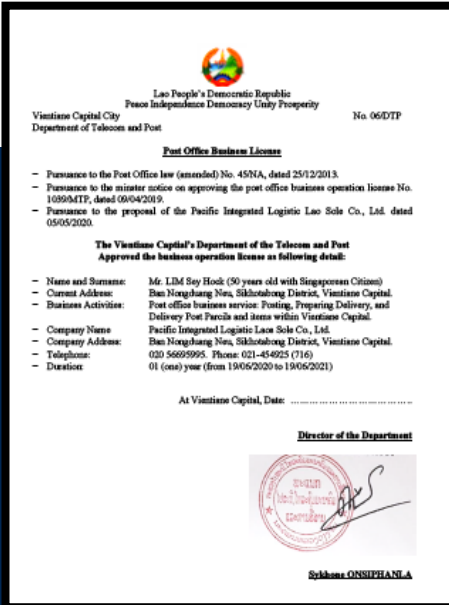 Lao People's Democratic Republic
Peace Independence Democracy Unity Prosperity
Vientiane Capital City No. 06/DTP
Department of Telecom and Post
Post Office Business License
– Pursuance to the Post Office law (amended) No. 45/NA, dated 25/12/2013.
– Pursuance to the minster notice on approving the post office business operation license No.
1039/MTP, dated 09/04/2019.
– Pursuance to the proposal of the Pacific Integrated Logistic Lao Sole Co., Ltd. dated
05/05/2020.
The Vientiane Captial's Department of the Telecom and Post
Approved the business operation license as following detail:
– Name and Surname: Mr. LIM Sey Hock (50 years old with Singaporean Citizen)
– Current Address: Ban Nongduang Neu, Sikhotabong District, Vientiane Capital.
– Business Activities: Post office business service: Posting, Preparing Delivery, and
Delivery Post Parcils and items within Vientiane Capital.
– Company Name Pacific Integrated Logistic Laos Sole Co., Ltd.
– Company Address: Ban Nongduang Neu, Sikhotabong District, Vientiane Capital.
– Telephone: 020 56695995. Phone: 021-454925 (716)
– Duration: 01 (one) year (from 19/06/2020 to 19/06/2021)
At Vientiane Capital, Date: ................................
Director of the Department
Sykhone ONSIPHANLA